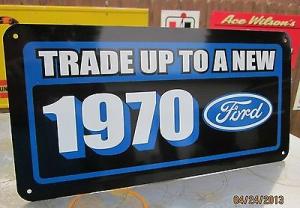 Ace Wilson's
TRADE UP TO A NEW
1970
Ford
04/24/2013